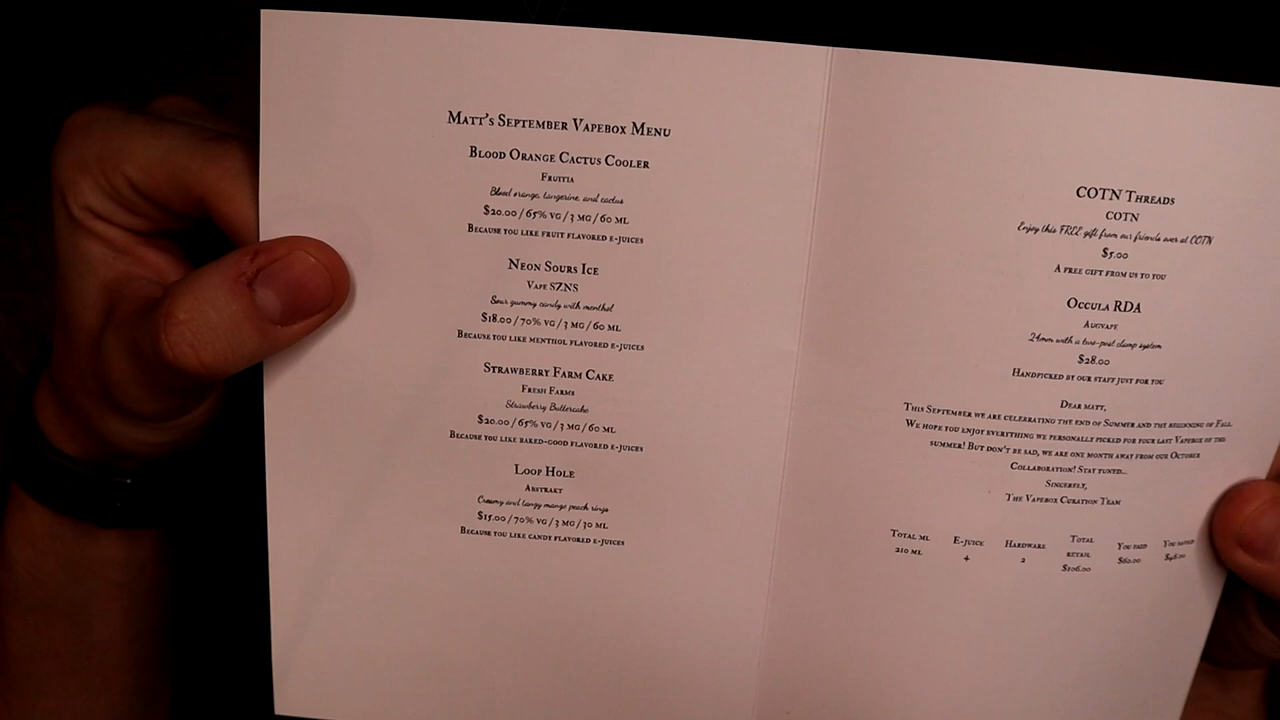 Matt's September Vapebox Menu
Blood Orange Cactus Cooler
Fruitia
Blood orange, tangerine, and cactus
$20.00 / 65% VG / 3 MG / 60 ML
Because you like fruit flavored e-juices
Neon Sours Ice
Vape SZNS
Sour gummy candy with menthol
$18.00 / 70% VG / 3 MG / 60 ML
Because you like menthol flavored e-juices
Strawberry Farm Cake
Fresh Farms
Strawberry Buttercake
$20.00 / 65% VG / 3 MG / 60 ML
Because you like baked-good flavored e-juices
Loop Hole
Abstrakt
Creamy and tangy mango peach rings
$15.00 / 70% VG / 3 MG / 30 ML
Because you like candy flavored e-juices
COTN Threads
COTN
Enjoy this FREE gift from our friends over at COTN
$5.00
A free gift from us to you
Occula RDA
Augvape
24mm with a two-post clamp system
$28.00
Handpicked by our staff just for you
Dear Matt,
This September we are celebrating the end of Summer and the beginning of Fall.
We hope you enjoy everything we personally picked for your last Vapebox of the
summer! But don't be sad, we are one month away from our October
Collaboration! Stay tuned...
Sincerely,
The Vapebox Curation Team
Total ML E-juice Hardware Total retail You paid You saved
210 ML 4 2 $106.00 $60.00 $46.00